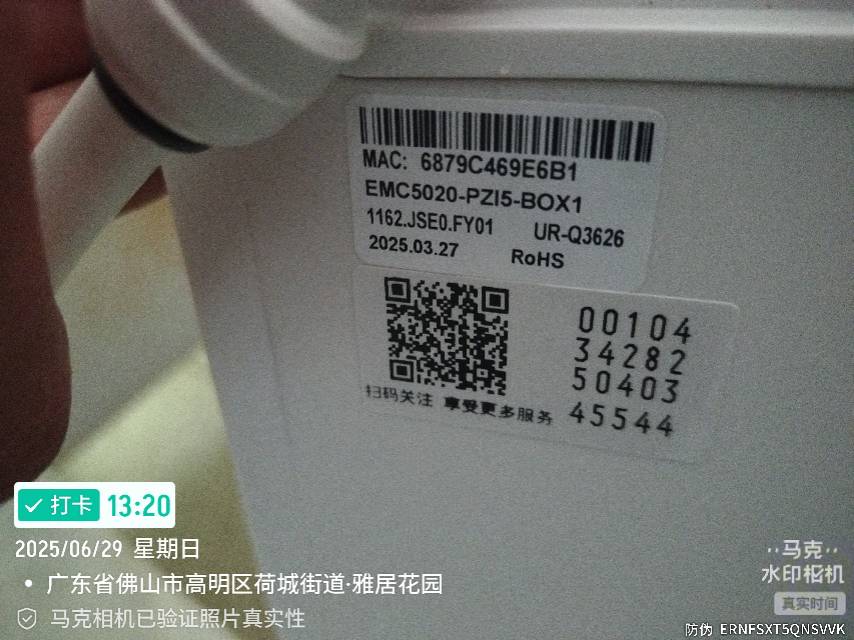 MAC: 6879C469E6B1
EMC5020-PZI5-BOX1
1162.JSE0.FY01 UR-Q3626
2025.03.27 RoHS
00104
34282
50403
45544
扫码关注 享受更多服务
打卡 13:20
2025/06/29 星期日
广东省佛山市高明区荷城街道·雅居花园
马克相机已验证照片真实性
马克
水印相机
真实时间
防伪 ERNFSXT5QNSVVK